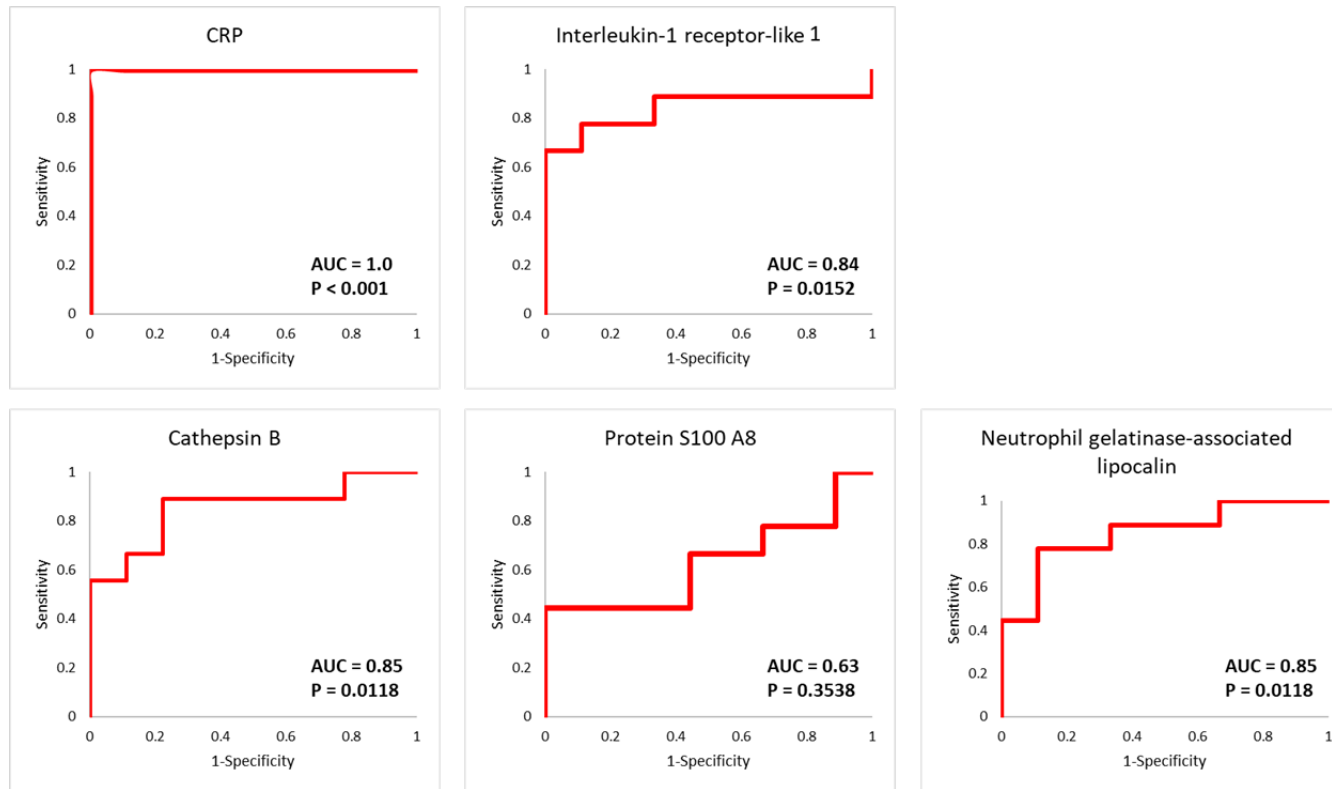 CRP
1
0.8
0.6
0.4
0.2
0
Sensitivity
0 0.2 0.4 0.6 0.8 1
1-Specificity
AUC = 1.0
P < 0.001
Interleukin-1 receptor-like 1
1
0.8
0.6
0.4
0.2
0
Sensitivity
0 0.2 0.4 0.6 0.8 1
1-Specificity
AUC = 0.84
P = 0.0152
Cathepsin B
1
0.8
0.6
0.4
0.2
0
Sensitivity
0 0.2 0.4 0.6 0.8 1
1-Specificity
AUC = 0.85
P = 0.0118
Protein S100 A8
1
0.8
0.6
0.4
0.2
0
Sensitivity
0 0.2 0.4 0.6 0.8 1
1-Specificity
AUC = 0.63
P = 0.3538
Neutrophil gelatinase-associated
lipocalin
1
0.8
0.6
0.4
0.2
0
Sensitivity
0 0.2 0.4 0.6 0.8 1
1-Specificity
AUC = 0.85
P = 0.0118